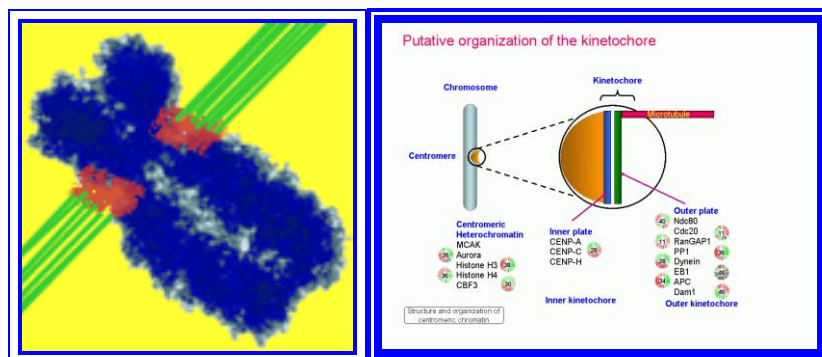 Putative organization of the kinetochore
Kinetochore
Chromosome
Microtubule
Centromere
Centromeric
Heterochromatin
MCAK
Aurora
Histone H3
Histone H4
CBF3
Inner plate
CENP-A
CENP-C
CENP-H
Inner kinetochore
Outer plate
Ndc80
Cdc20
RanGAP1
PP1
Dynein
EB1
APC
Dam1
Outer kinetochore
Structure and organization of
centromeric chromatin